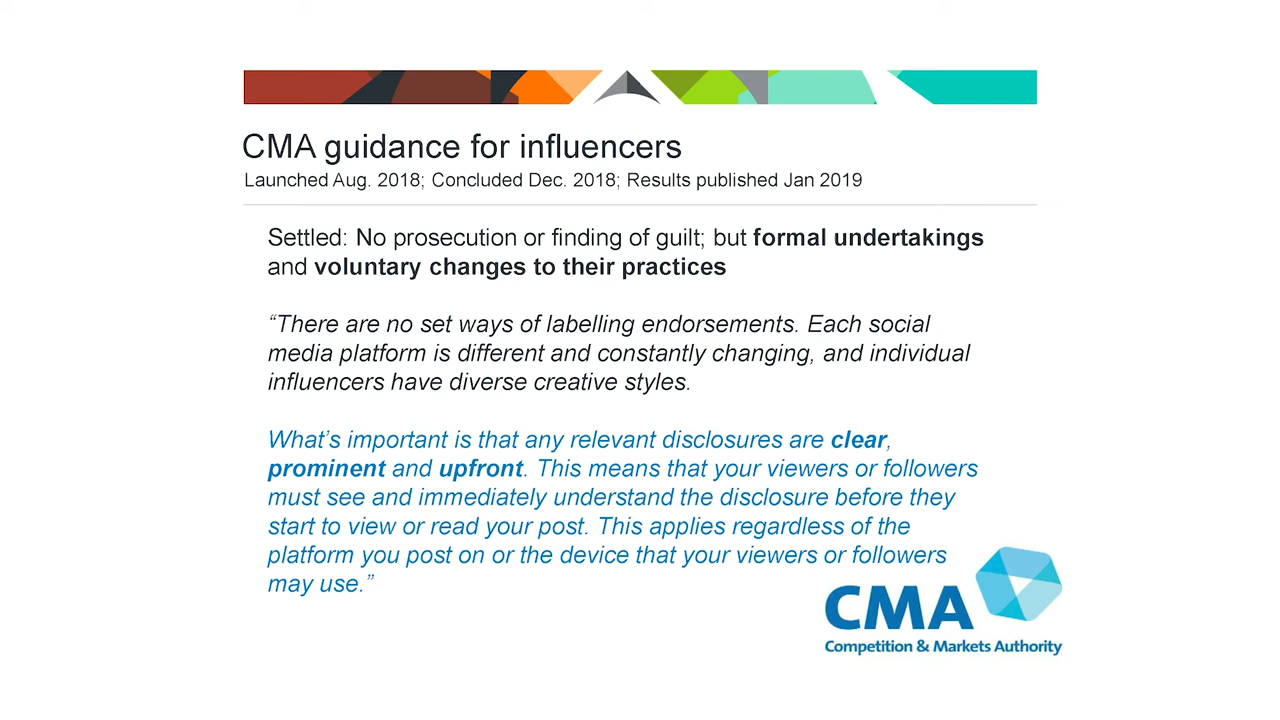 CMA guidance for influencers
Launched Aug. 2018; Concluded Dec. 2018; Results published Jan 2019
Settled: No prosecution or finding of guilt; but formal undertakings
and voluntary changes to their practices
“There are no set ways of labelling endorsements. Each social
media platform is different and constantly changing, and individual
influencers have diverse creative styles.
What’s important is that any relevant disclosures are clear,
prominent and upfront. This means that your viewers or followers
must see and immediately understand the disclosure before they
start to view or read your post. This applies regardless of the
platform you post on or the device that your viewers or followers
may use.”
CMA
Competition & Markets Authority